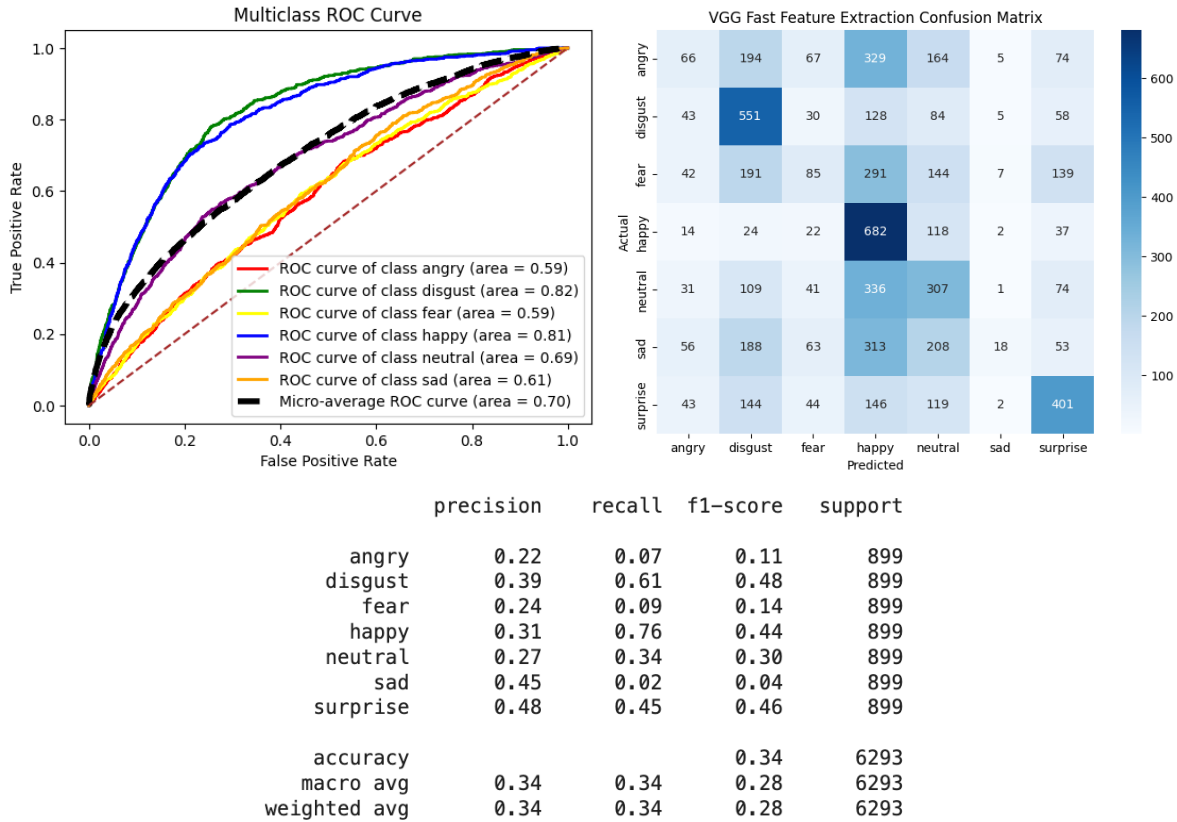 Multiclass ROC Curve
True Positive Rate
1.0
0.8
0.6
0.4
0.2
0.0
ROC curve of class angry (area = 0.59)
ROC curve of class disgust (area = 0.82)
ROC curve of class fear (area = 0.59)
ROC curve of class happy (area = 0.81)
ROC curve of class neutral (area = 0.69)
ROC curve of class sad (area = 0.61)
Micro-average ROC curve (area = 0.70)
0.0 0.2 0.4 0.6 0.8 1.0
False Positive Rate
VGG Fast Feature Extraction Confusion Matrix
Actual
angry 66 194 67 329 164 5 74
disgust 43 551 30 128 84 5 58
fear 42 191 85 291 144 7 139
happy 14 24 22 682 118 2 37
neutral 31 109 41 336 307 1 74
sad 56 188 63 313 208 18 53
surprise 43 144 44 146 119 2 401
angry disgust fear happy neutral sad surprise
Predicted
600
500
400
300
200
100
precision recall f1-score support
angry 0.22 0.07 0.11 899
disgust 0.39 0.61 0.48 899
fear 0.24 0.09 0.14 899
happy 0.31 0.76 0.44 899
neutral 0.27 0.34 0.30 899
sad 0.45 0.02 0.04 899
surprise 0.48 0.45 0.46 899
accuracy 0.34 6293
macro avg 0.34 0.34 0.28 6293
weighted avg 0.34 0.34 0.28 6293